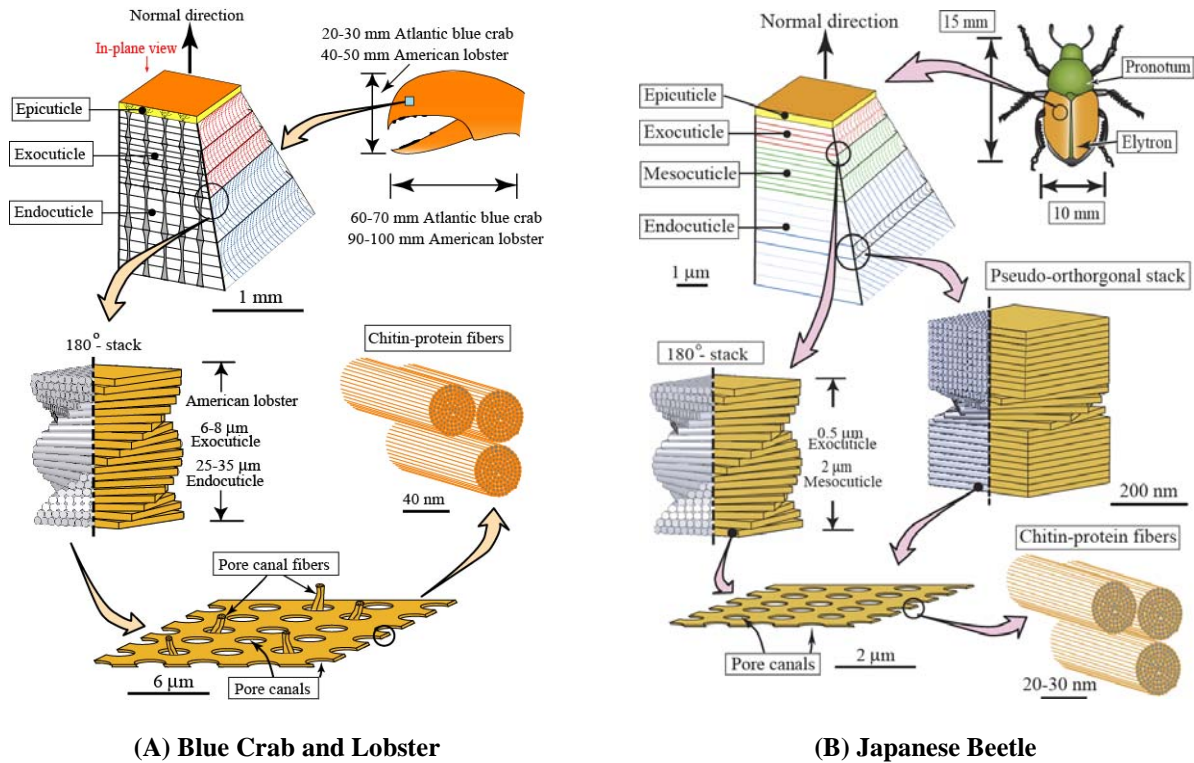 Normal direction
In-plane view
20-30 mm Atlantic blue crab
40-50 mm American lobster
Epicuticle
Exocuticle
Endocuticle
60-70 mm Atlantic blue crab
90-100 mm American lobster
1 mm
180°- stack
American lobster
6-8 μm
Exocuticle
25-35 μm
Endocuticle
Chitin-protein fibers
40 nm
Pore canal fibers
6 μm
Pore canals
(A) Blue Crab and Lobster
Normal direction
15 mm
Pronotum
Epicuticle
Exocuticle
Mesocuticle
Elytron
Endocuticle
10 mm
1 μm
Pseudo-orthorgonal stack
180°- stack
0.5 μm
Exocuticle
2 μm
Mesocuticle
200 nm
Chitin-protein fibers
Pore canals
2 μm
20-30 nm
(B) Japanese Beetle